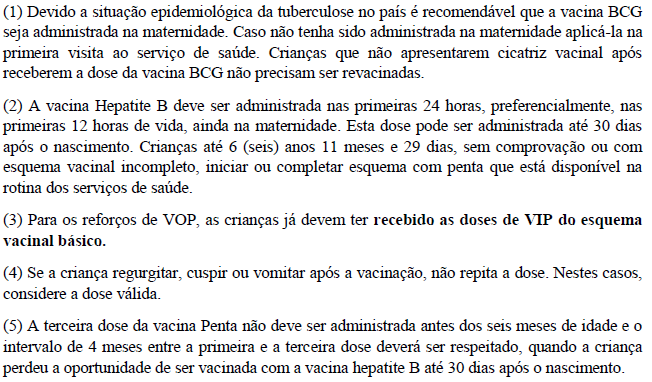 (1) Devido a situação epidemiológica da tuberculose no país é recomendável que a vacina BCG
seja administrada na maternidade. Caso não tenha sido administrada na maternidade aplicá-la na
primeira visita ao serviço de saúde. Crianças que não apresentarem cicatriz vacinal após
receberem a dose da vacina BCG não precisam ser revacinadas.
(2) A vacina Hepatite B deve ser administrada nas primeiras 24 horas, preferencialmente, nas
primeiras 12 horas de vida, ainda na maternidade. Esta dose pode ser administrada até 30 dias
após o nascimento. Crianças até 6 (seis) anos 11 meses e 29 dias, sem comprovação ou com
esquema vacinal incompleto, iniciar ou completar esquema com penta que está disponível na
rotina dos serviços de saúde.
(3) Para os reforços de VOP, as crianças já devem ter recebido as doses de VIP do esquema
vacinal básico.
(4) Se a criança regurgitar, cuspir ou vomitar após a vacinação, não repita a dose. Nestes casos,
considere a dose válida.
(5) A terceira dose da vacina Penta não deve ser administrada antes dos seis meses de idade e o
intervalo de 4 meses entre a primeira e a terceira dose deverá ser respeitado, quando a criança
perdeu a oportunidade de ser vacinada com a vacina hepatite B até 30 dias após o nascimento.